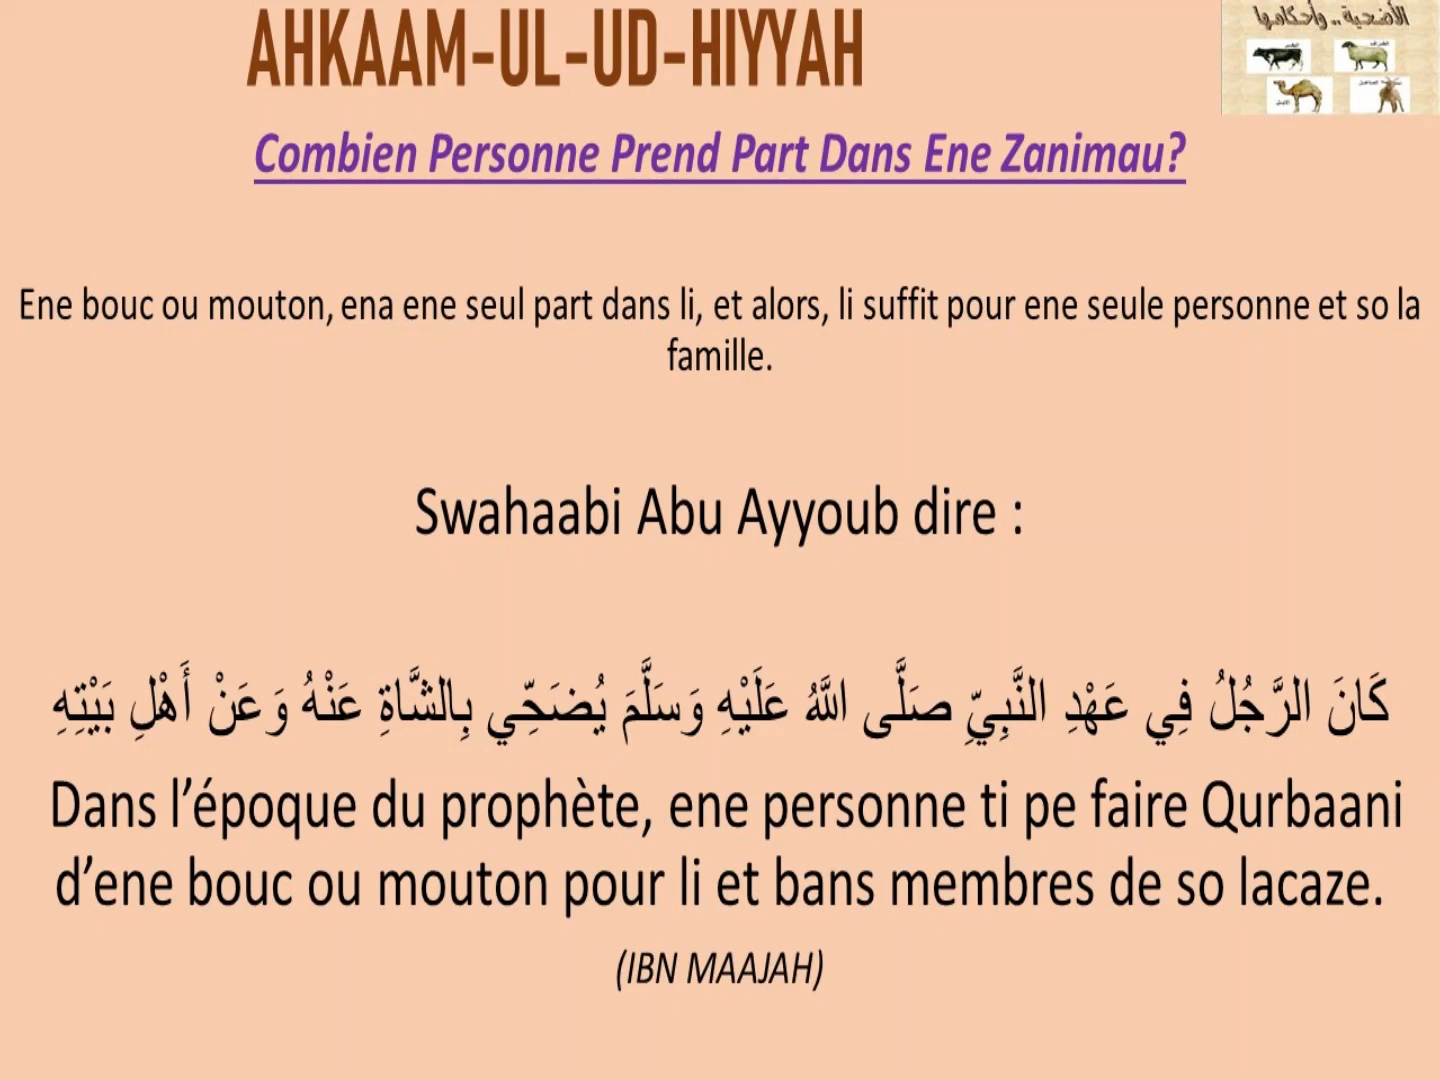 AHKAAM-UL-UD-HIYYAH
الأضحية .. وأحكامها
Combien Personne Prend Part Dans Ene Zanimau?
Ene bouc ou mouton, ena ene seul part dans li, et alors, li suffit pour ene seule personne et so la
famille.
Swahaabi Abu Ayyoub dire :
كَانَ الرَّجُلُ فِي عَهْدِ النَّبِيِّ صَلَّى اللَّهُ عَلَيْهِ وَسَلَّمَ يُضَحِّي بِالشَّاةِ عَنْهُ وَعَنْ أَهْلِ بَيْتِهِ
Dans l’époque du prophète, ene personne ti pe faire Qurbaani
d’ene bouc ou mouton pour li et bans membres de so lacaze.
(IBN MAAJAH)